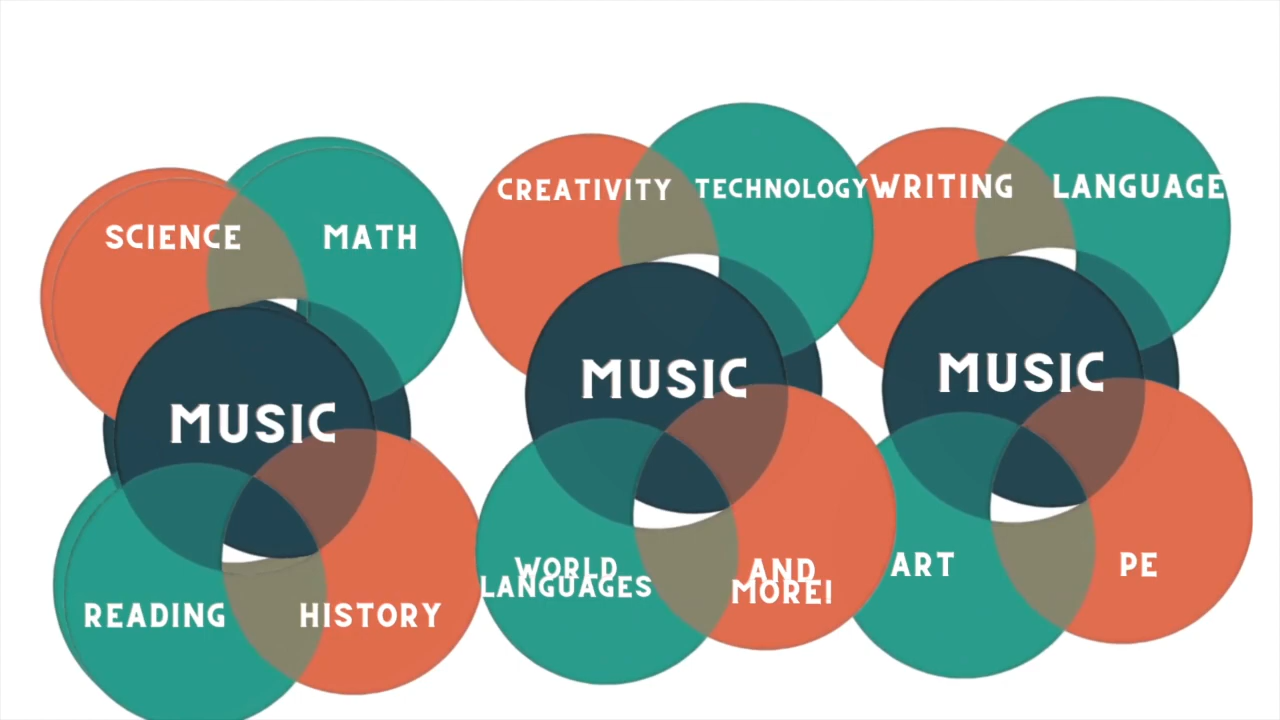 SCIENCE
MATH
MUSIC
READING
HISTORY
CREATIVITY
TECHNOLOGY
MUSIC
WORLD
LANGUAGES
AND
MORE!
WRITING
LANGUAGE
MUSIC
ART
PE